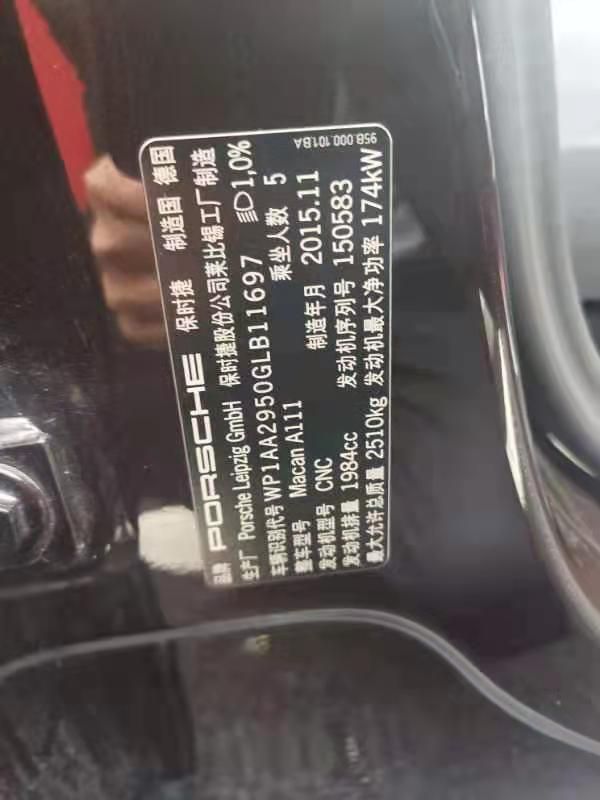 品牌 PORSCHE 保时捷 制造国 德国
生产厂 Porsche Leipzig GmbH 保时捷股份公司莱比锡工厂 制造
车辆识别代号 WP1AA2950GLB11697 1,0%
整车型号 Macan A111 乘坐人数 5
发动机型号 CNC 制造年月 2015.11
发动机排量 1984cc 发动机序列号 150583
最大允许总质量 2510kg 发动机最大净功率 174kW
95B.000.101.BA